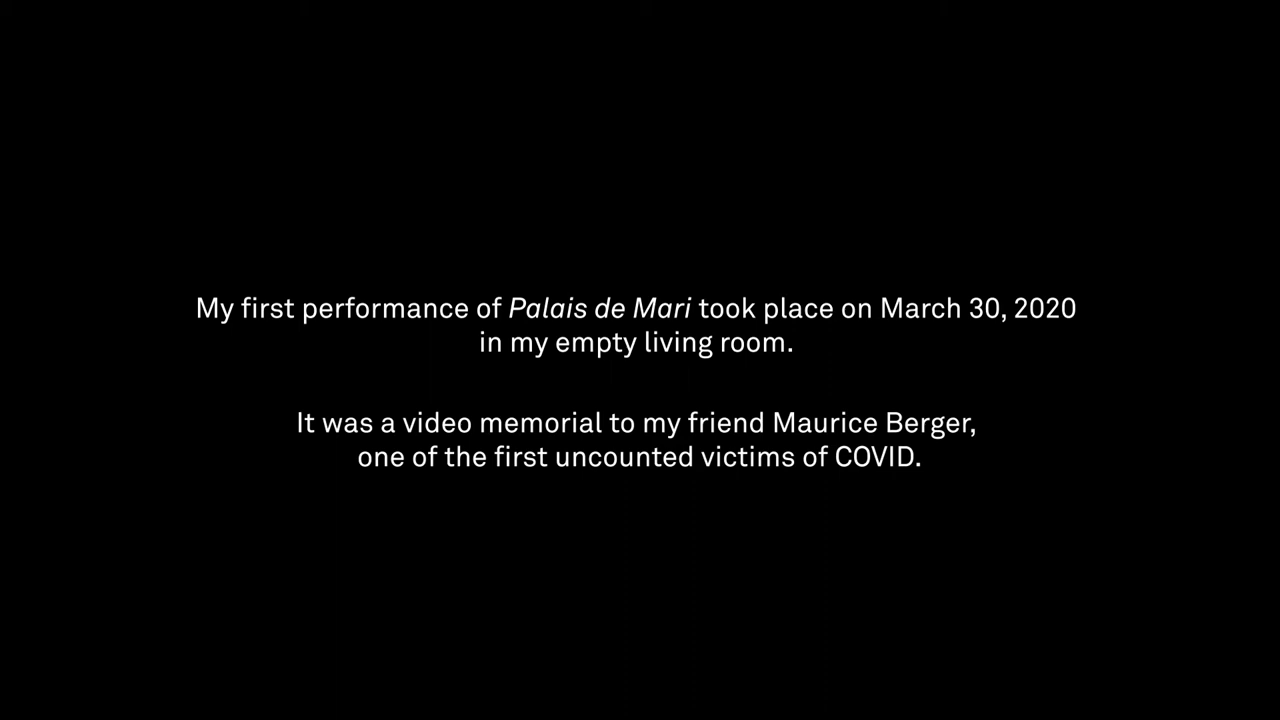 My first performance of Palais de Mari took place on March 30, 2020
in my empty living room.
It was a video memorial to my friend Maurice Berger,
one of the first uncounted victims of COVID.